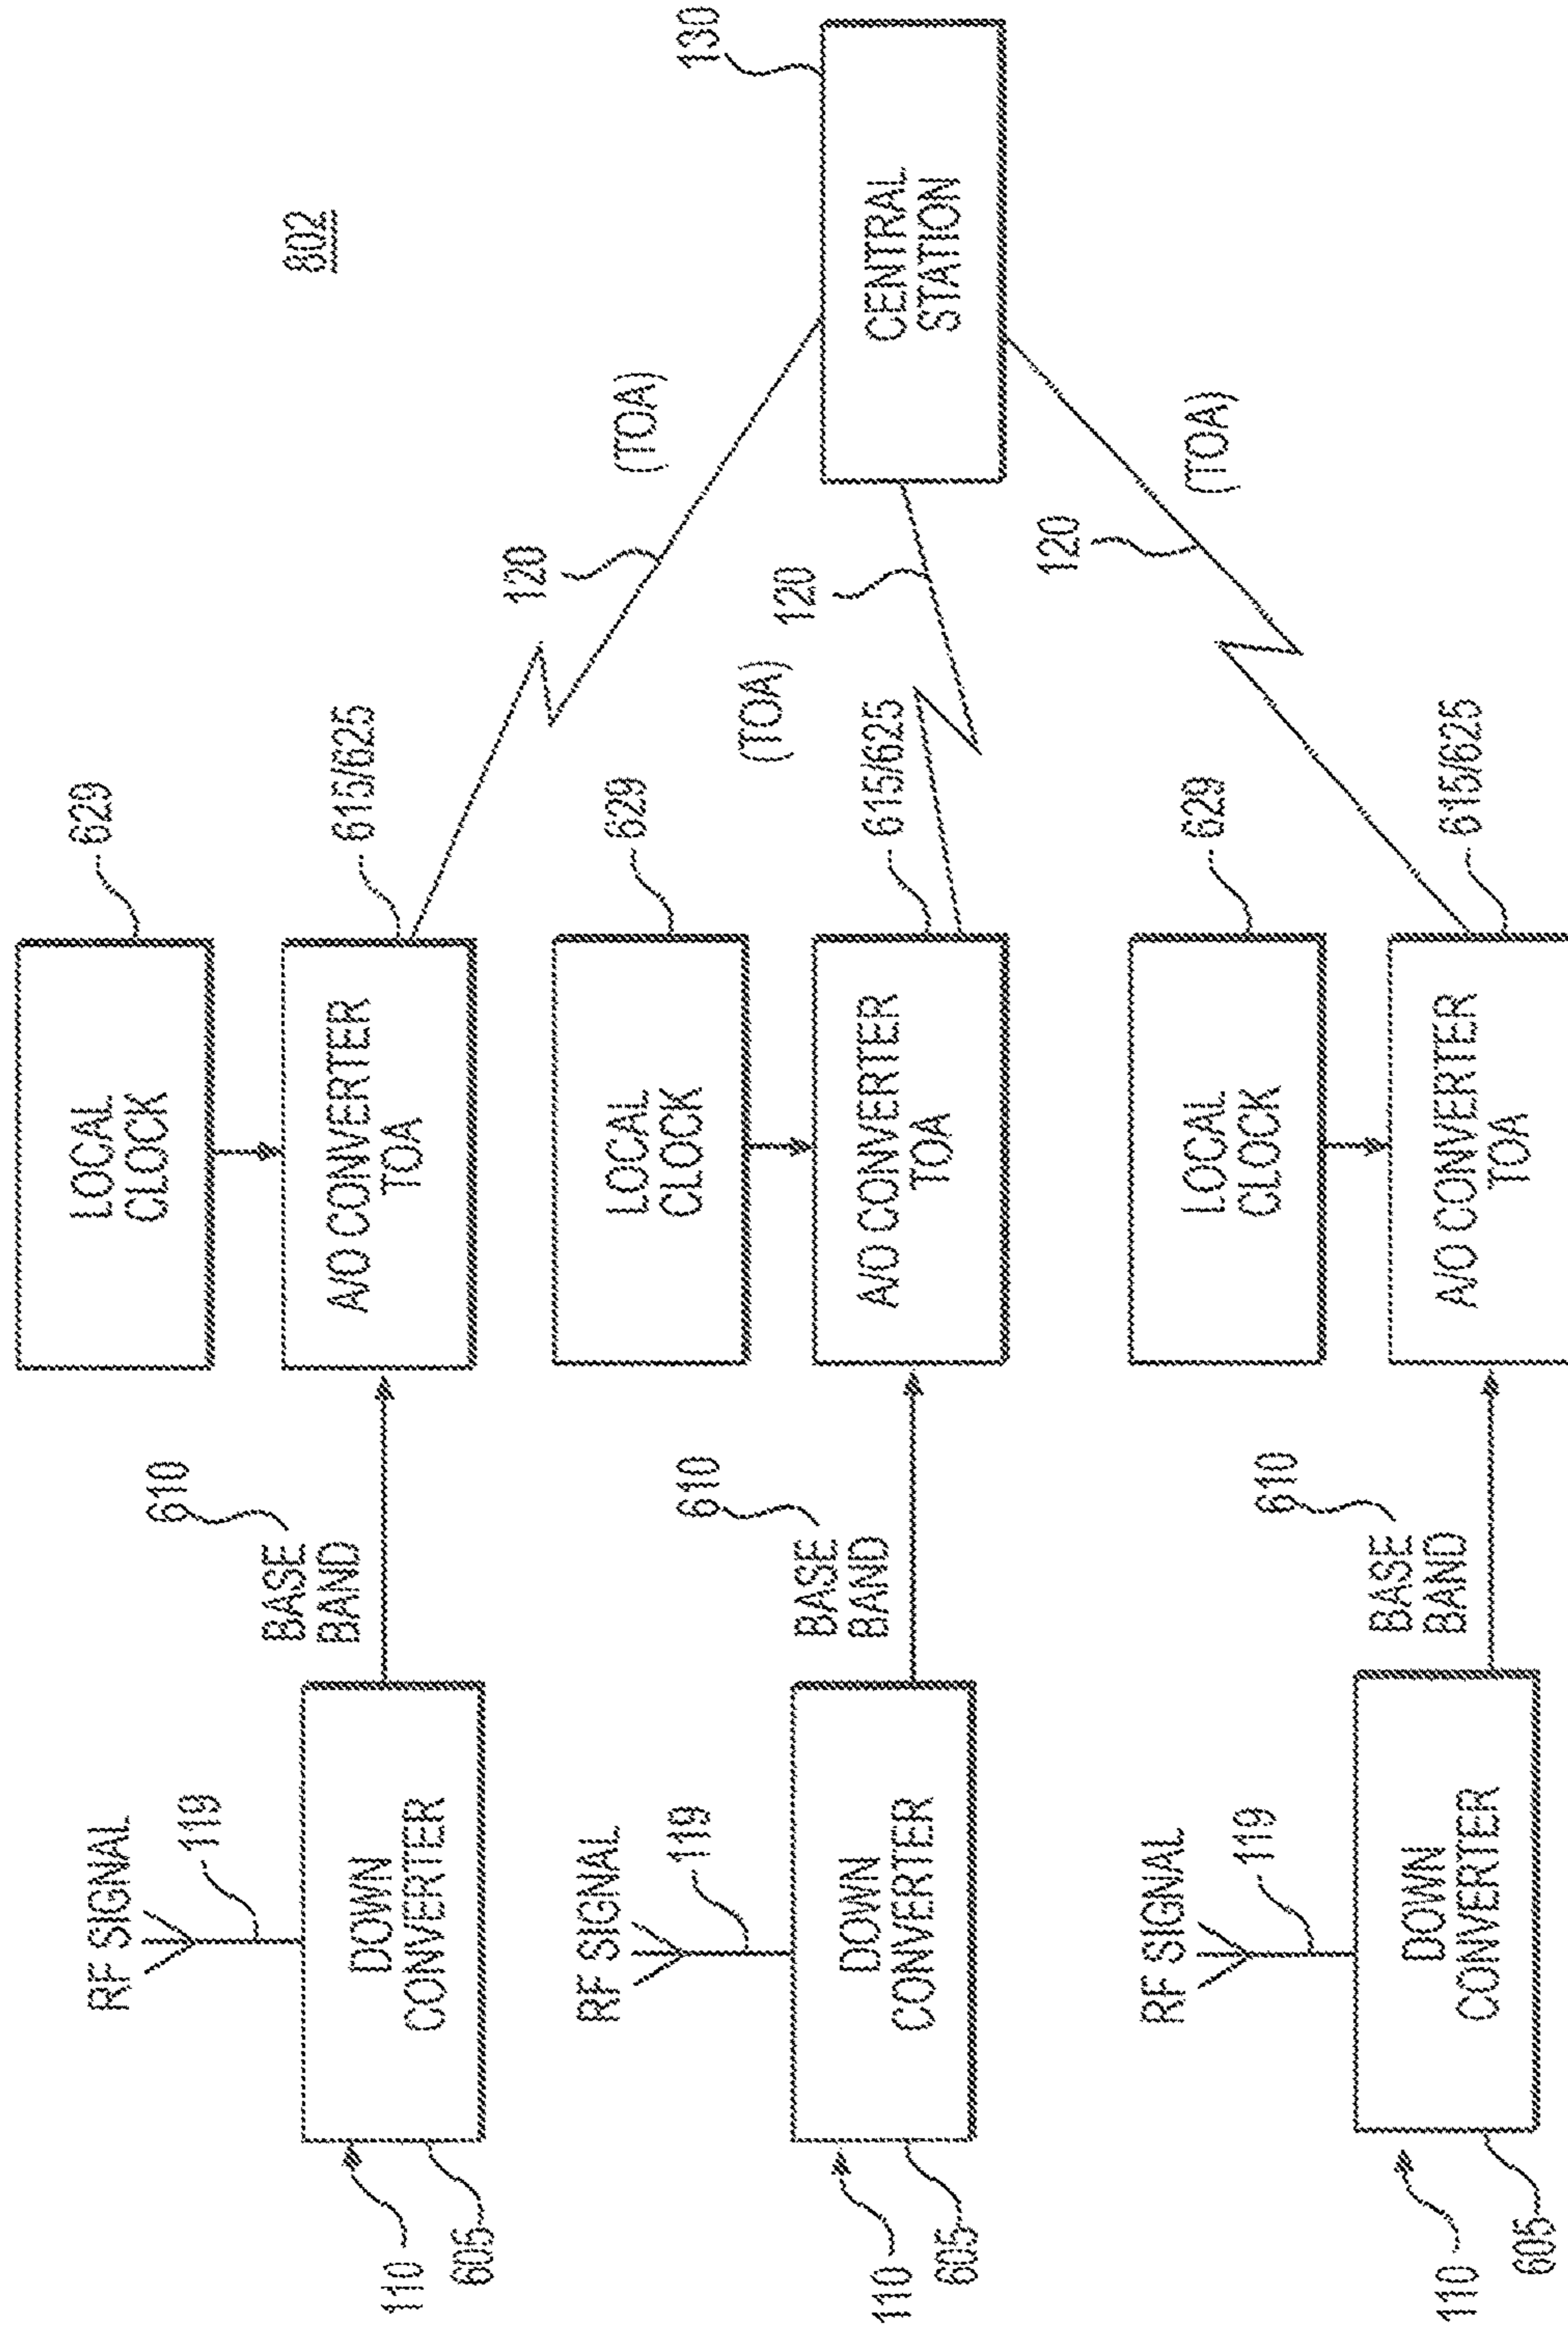 802
RF SIGNAL
119
DOWN
CONVERTER
110
605
610
BASE
BAND
LOCAL
CLOCK
629
A/O CONVERTER
TOA
615/625
120
(TOA)
RF SIGNAL
119
DOWN
CONVERTER
110
605
610
BASE
BAND
LOCAL
CLOCK
629
A/O CONVERTER
TOA
615/625
(TOA)
120
CENTRAL
STATION
130
RF SIGNAL
119
DOWN
CONVERTER
110
605
610
BASE
BAND
LOCAL
CLOCK
629
A/O CONVERTER
TOA
615/625
120
(TOA)